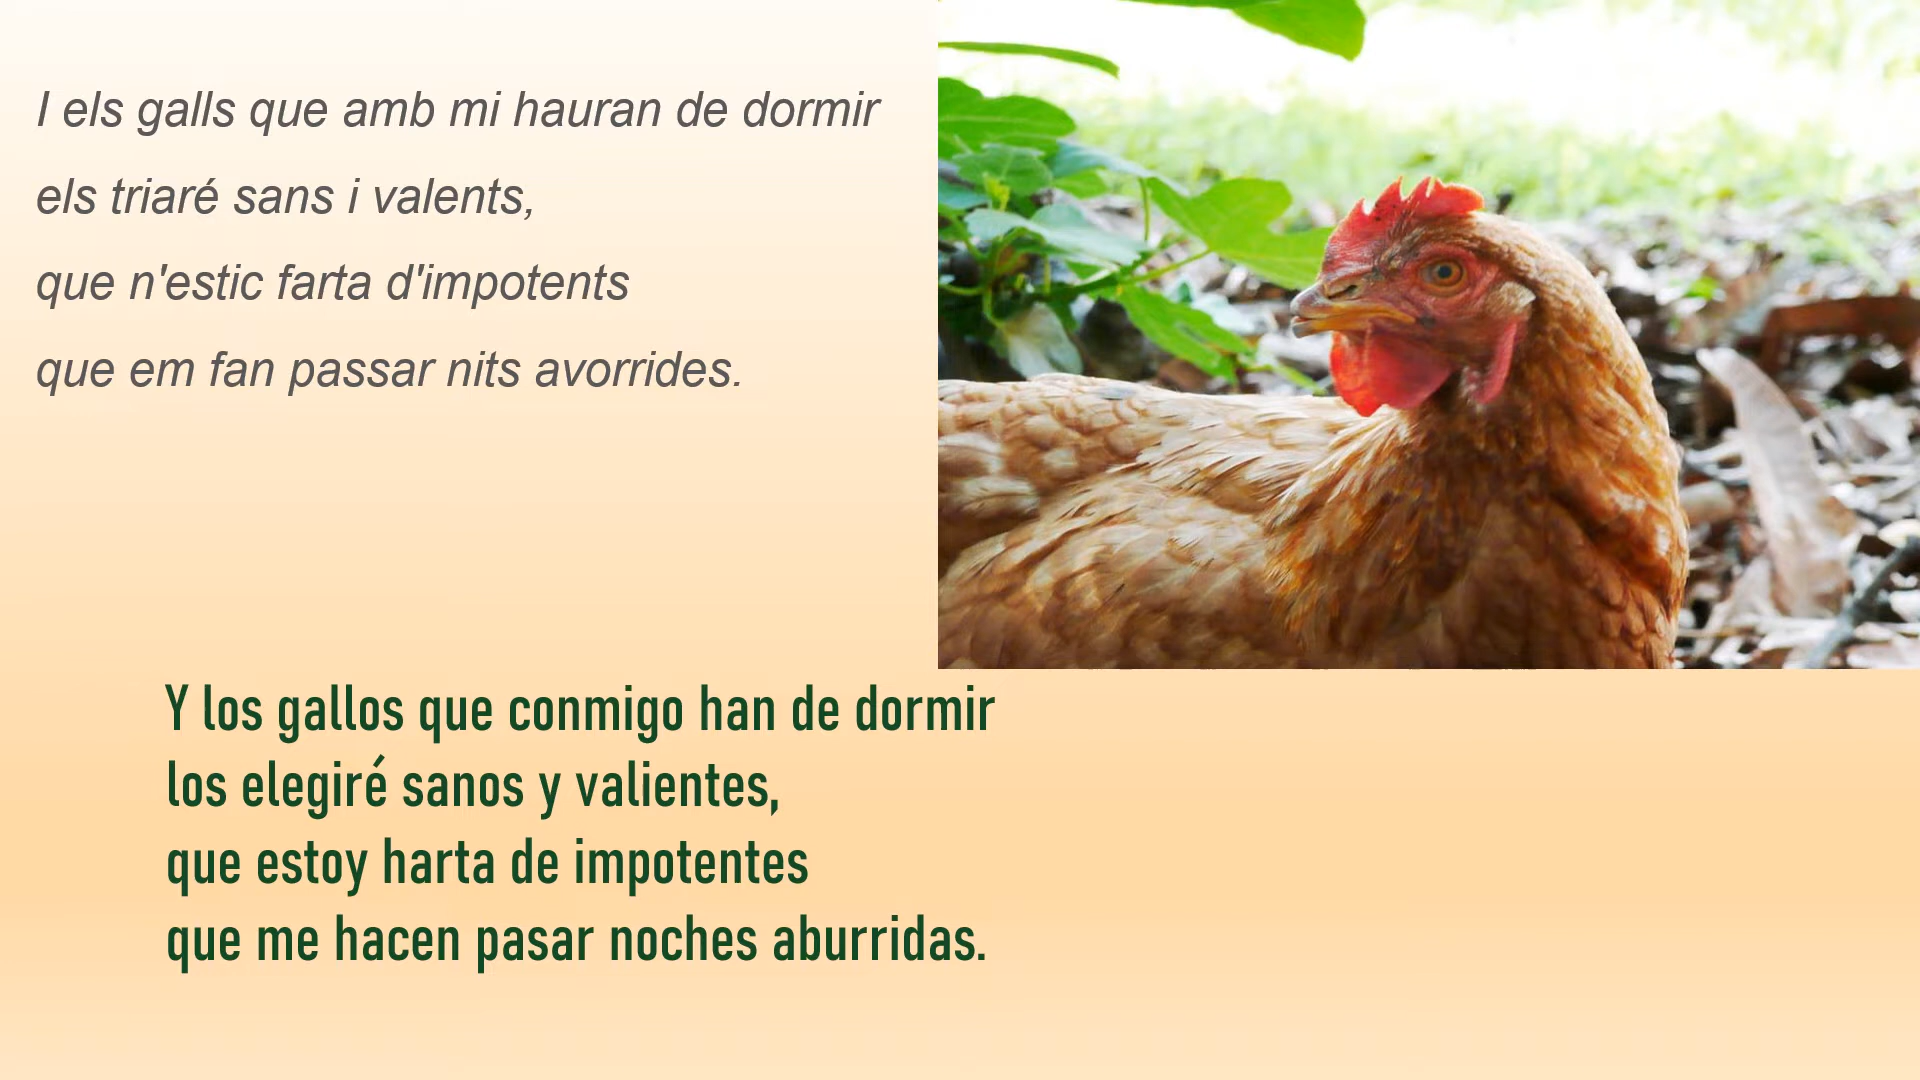 I els galls que amb mi hauran de dormir
els triaré sans i valents,
que n'estic farta d'impotents
que em fan passar nits avorrides.
Y los gallos que conmigo han de dormir
los elegiré sanos y valientes,
que estoy harta de impotentes
que me hacen pasar noches aburridas.